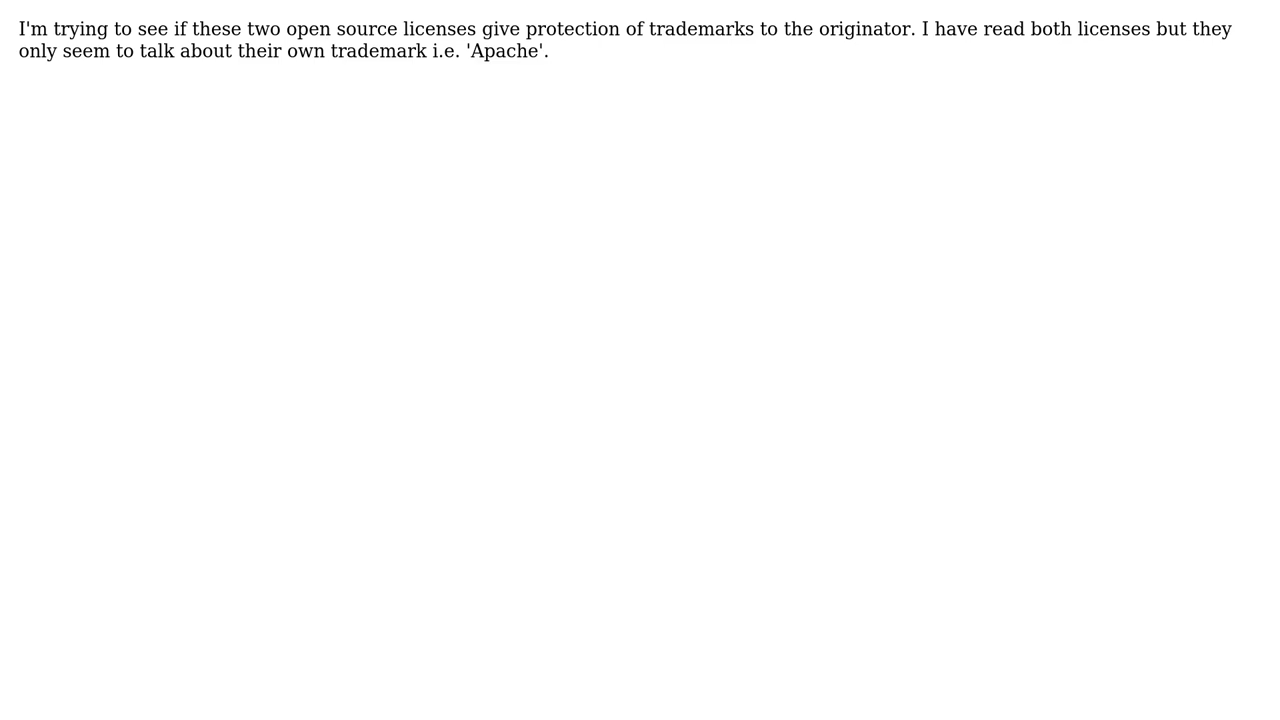 I'm trying to see if these two open source licenses give protection of trademarks to the originator. I have read both licenses but they
only seem to talk about their own trademark i.e. 'Apache'.